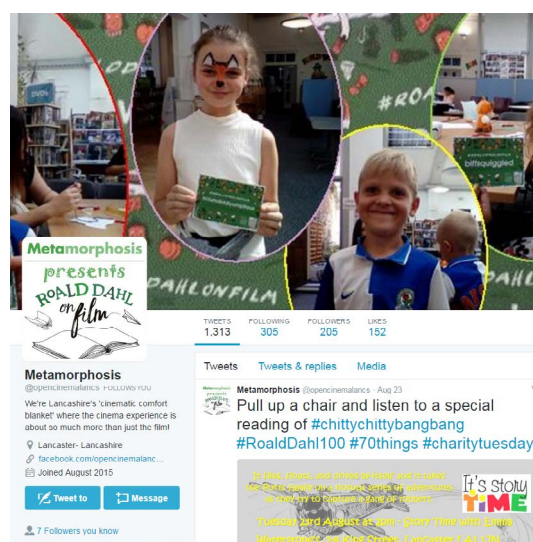 DVDs
#ROA
biffsquiggled
DAHLONFILM
DAHL
Metamorphosis
presents
ROALD DAHL
on film
TWEETS
1,313
FOLLOWING
305
FOLLOWERS
205
LIKES
152
Metamorphosis
@opencinemalancs FOLLOWS YOU
We're Lancashire's 'cinematic comfort
blanket' where the cinema experience is
about so much more than just the film!
Lancaster- Lancashire
facebook.com/opencinemalanc...
Joined August 2015
Tweet to
Message
7 Followers you know
Tweets Tweets & replies Media
Metamorphosis @opencinemalancs · Aug 23
Pull up a chair and listen to a special
reading of #chittychittybangbang
#RoaldDahl100 #70things #charitytuesday
It's story
TiME
Tuesday 23rd August at 2pm - Story Time with Emma